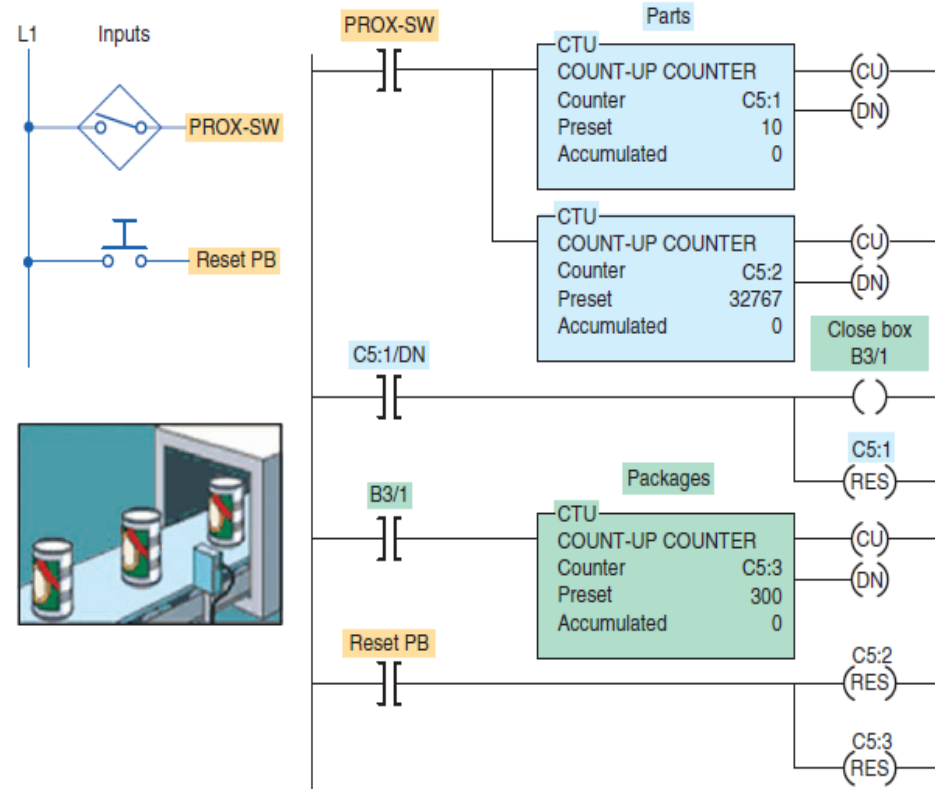 L1
Inputs
PROX-SW
Reset PB
PROX-SW
Parts
CTU
COUNT-UP COUNTER
Counter C5:1
Preset 10
Accumulated 0
CU
DN
CTU
COUNT-UP COUNTER
Counter C5:2
Preset 32767
Accumulated 0
CU
DN
C5:1/DN
Close box
B3/1
C5:1
RES
B3/1
Packages
CTU
COUNT-UP COUNTER
Counter C5:3
Preset 300
Accumulated 0
CU
DN
Reset PB
C5:2
RES
C5:3
RES